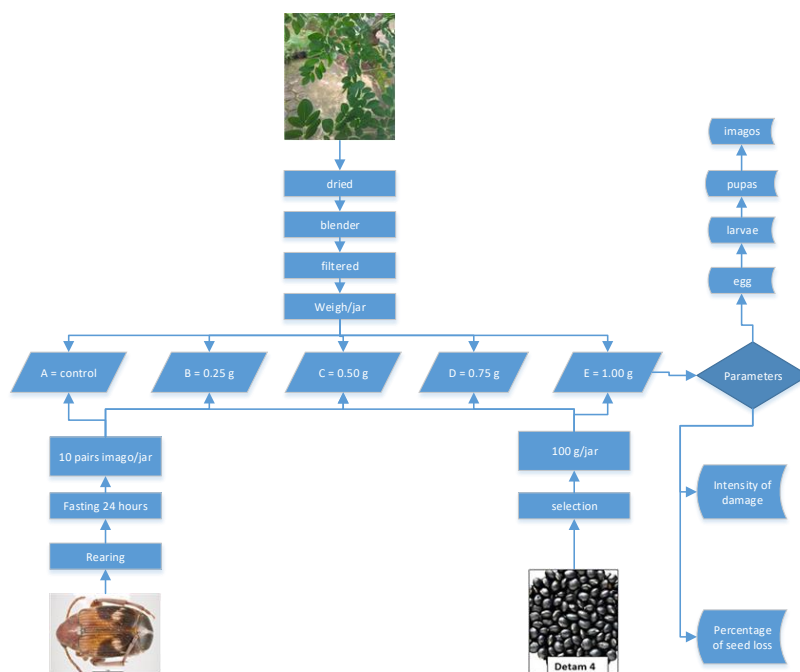 imagos
pupas
larvae
egg
dried
blender
filtered
Weigh/jar
A = control
B = 0.25 g
C = 0.50 g
D = 0.75 g
E = 1.00 g
Parameters
10 pairs imago/jar
Fasting 24 hours
Rearing
100 g/jar
selection
Detam 4
Intensity of
damage
Percentage
of seed loss